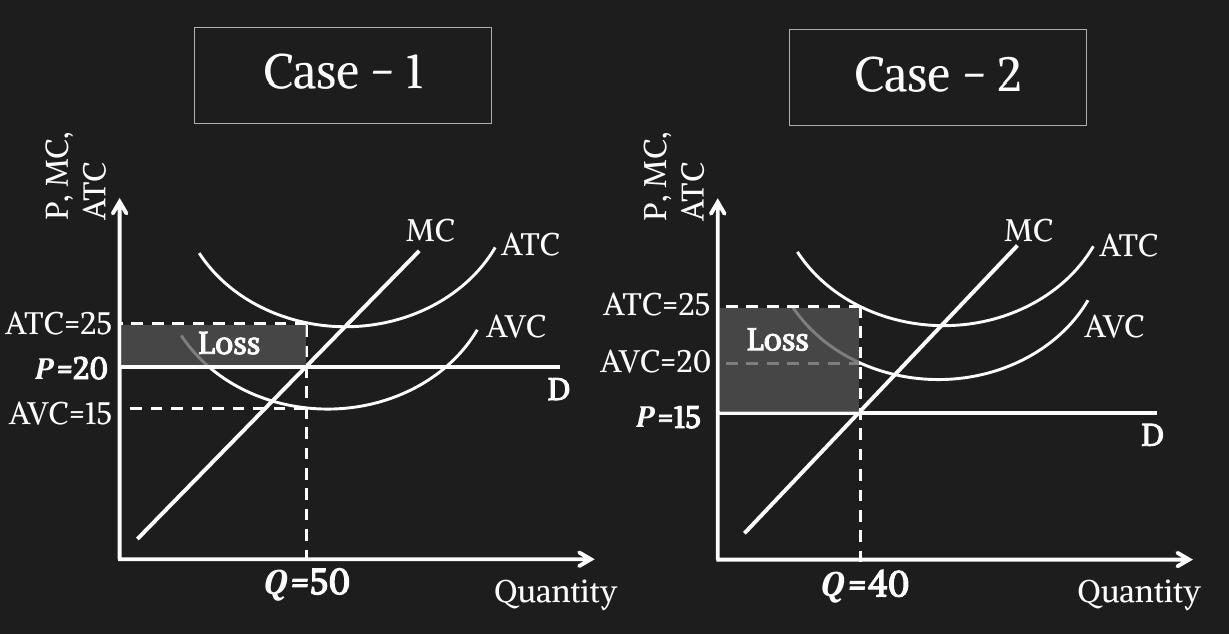 Case – 1
P, MC,
ATC
MC
ATC
ATC=25
Loss
AVC
P=20
D
AVC=15
Q=50
Quantity
Case – 2
P, MC,
ATC
MC
ATC
ATC=25
AVC
Loss
AVC=20
P=15
D
Q=40
Quantity